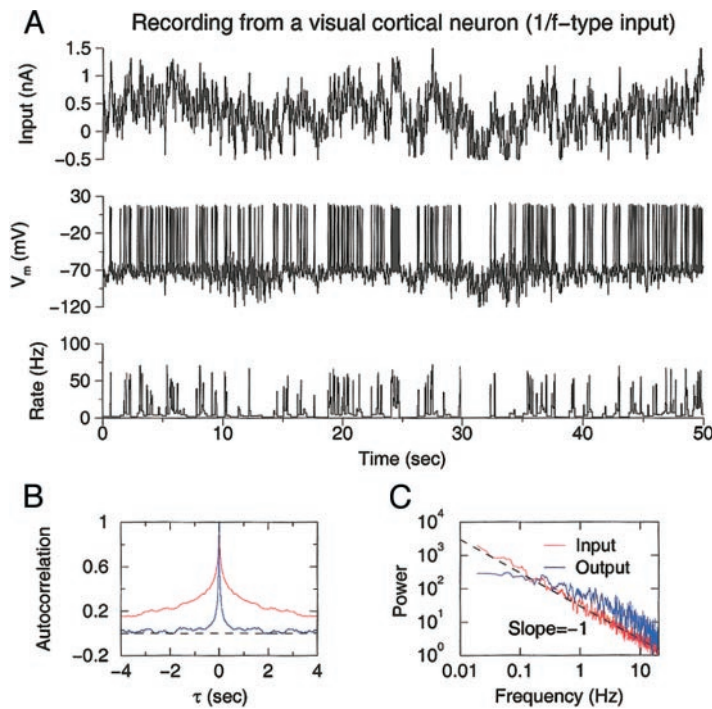 A
Recording from a visual cortical neuron (1/f−type input)
Input (nA)
1.5
1.0
0.5
0
−0.5
Vm (mV)
30
−20
−70
−120
Rate (Hz)
100
50
0
0 10 20 30 40 50
Time (sec)
B
Autocorrelation
1
0.6
0.2
−0.2
−4 −2 0 2 4
τ (sec)
C
Power
10^4
10^3
10^2
10^1
10^0
Input
Output
Slope=−1
0.01 0.1 1 10
Frequency (Hz)